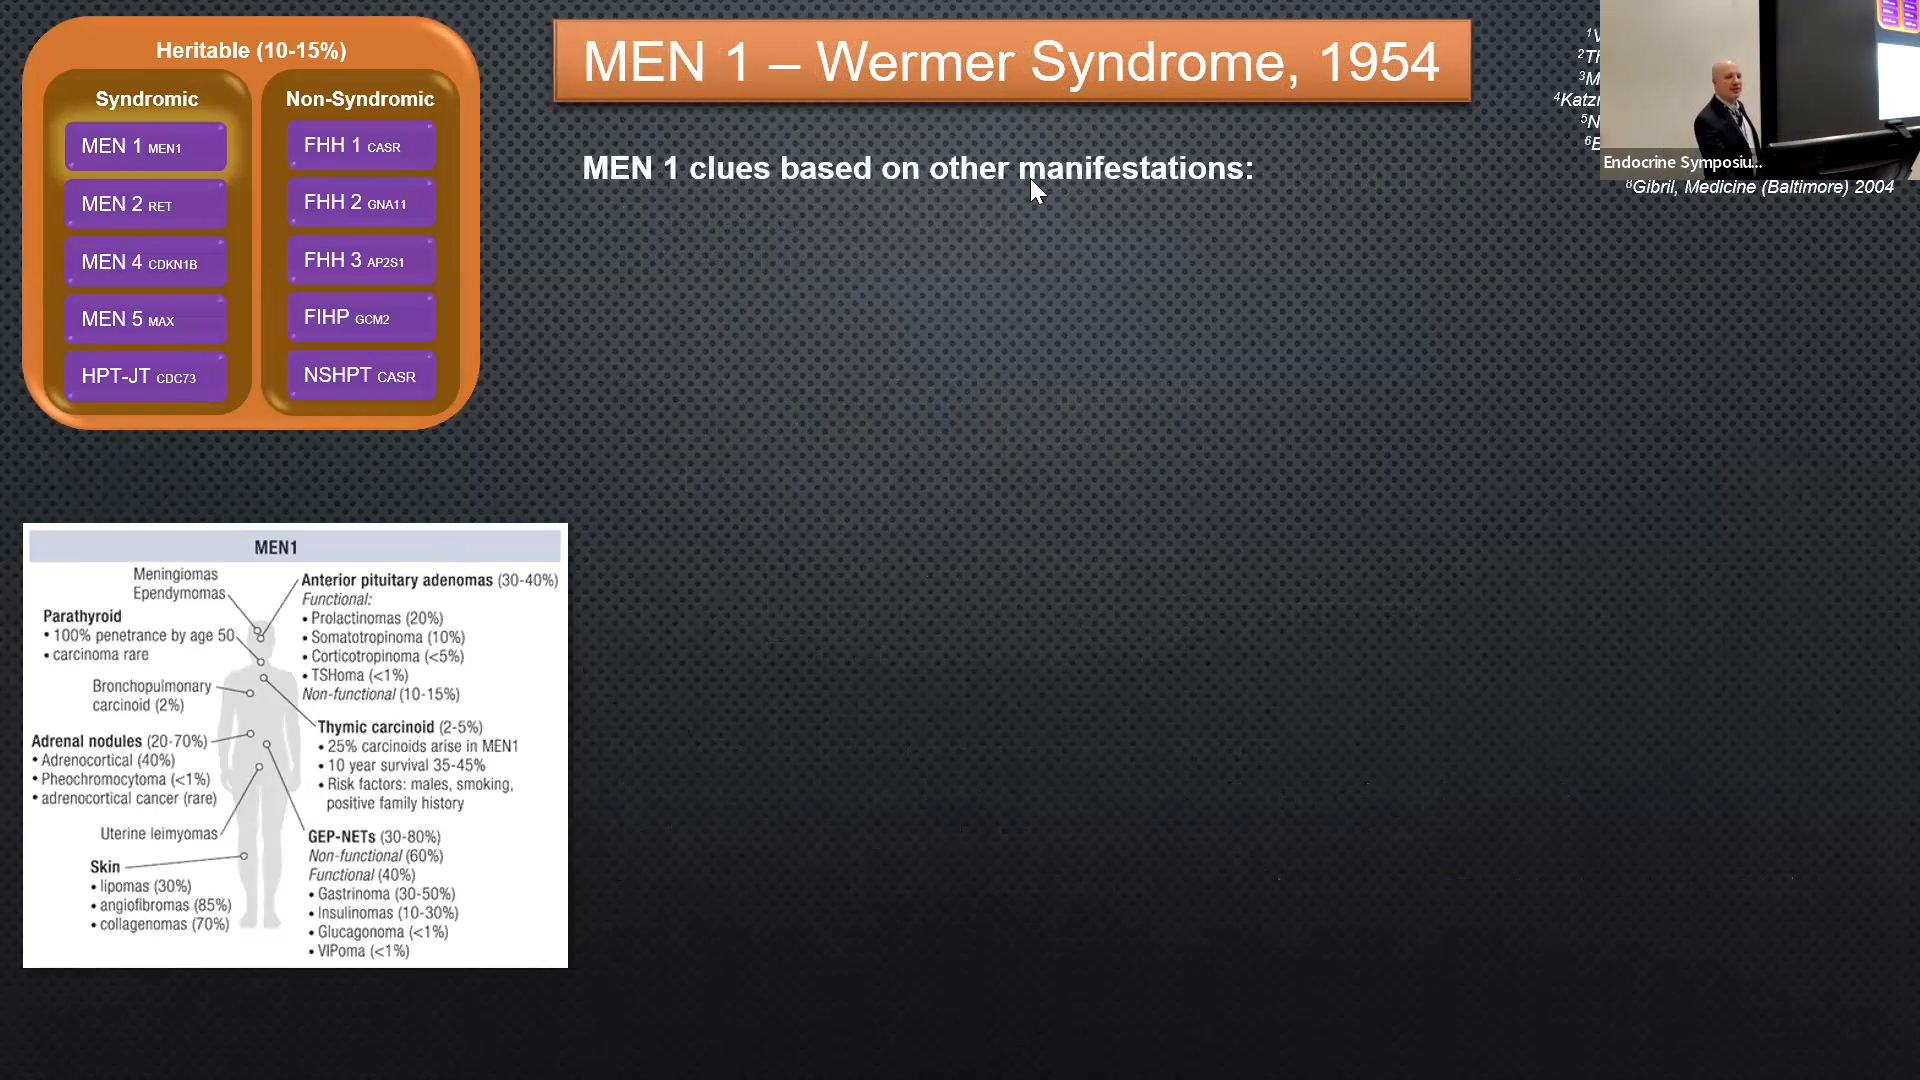 Heritable (10-15%)
Syndromic
MEN 1 MEN1
MEN 2 RET
MEN 4 CDKN1B
MEN 5 MAX
HPT-JT CDC73
Non-Syndromic
FHH 1 CASR
FHH 2 GNA11
FHH 3 AP2S1
FIHP GCM2
NSHPT CASR
MEN 1 – Wermer Syndrome, 1954
MEN 1 clues based on other manifestations:
Endocrine Symposiu...
⁸Gibril, Medicine (Baltimore) 2004
MEN1
Meningiomas
Ependymomas
Parathyroid
• 100% penetrance by age 50
• carcinoma rare
Bronchopulmonary
carcinoid (2%)
Adrenal nodules (20-70%)
• Adrenocortical (40%)
• Pheochromocytoma (<1%)
• adrenocortical cancer (rare)
Uterine leimyomas
Skin
• lipomas (30%)
• angiofibromas (85%)
• collagenomas (70%)
Anterior pituitary adenomas (30-40%)
Functional:
• Prolactinomas (20%)
• Somatotropinoma (10%)
• Corticotropinoma (<5%)
• TSHoma (<1%)
Non-functional (10-15%)
Thymic carcinoid (2-5%)
• 25% carcinoids arise in MEN1
• 10 year survival 35-45%
• Risk factors: males, smoking,
positive family history
GEP-NETs (30-80%)
Non-functional (60%)
Functional (40%)
• Gastrinoma (30-50%)
• Insulinomas (10-30%)
• Glucagonoma (<1%)
• VIPoma (<1%)